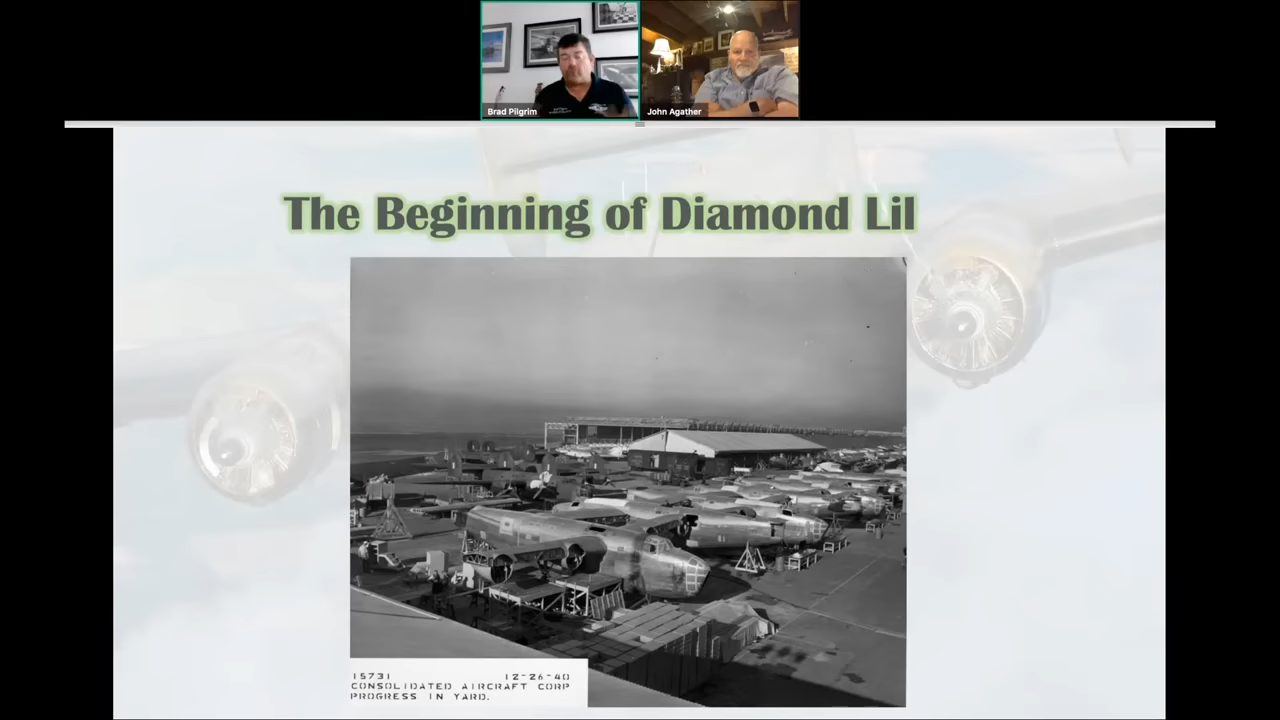 Brad Pilgrim
John Agather
The Beginning of Diamond Lil
15731 12-26-40
CONSOLIDATED AIRCRAFT CORP
PROGRESS IN YARD.